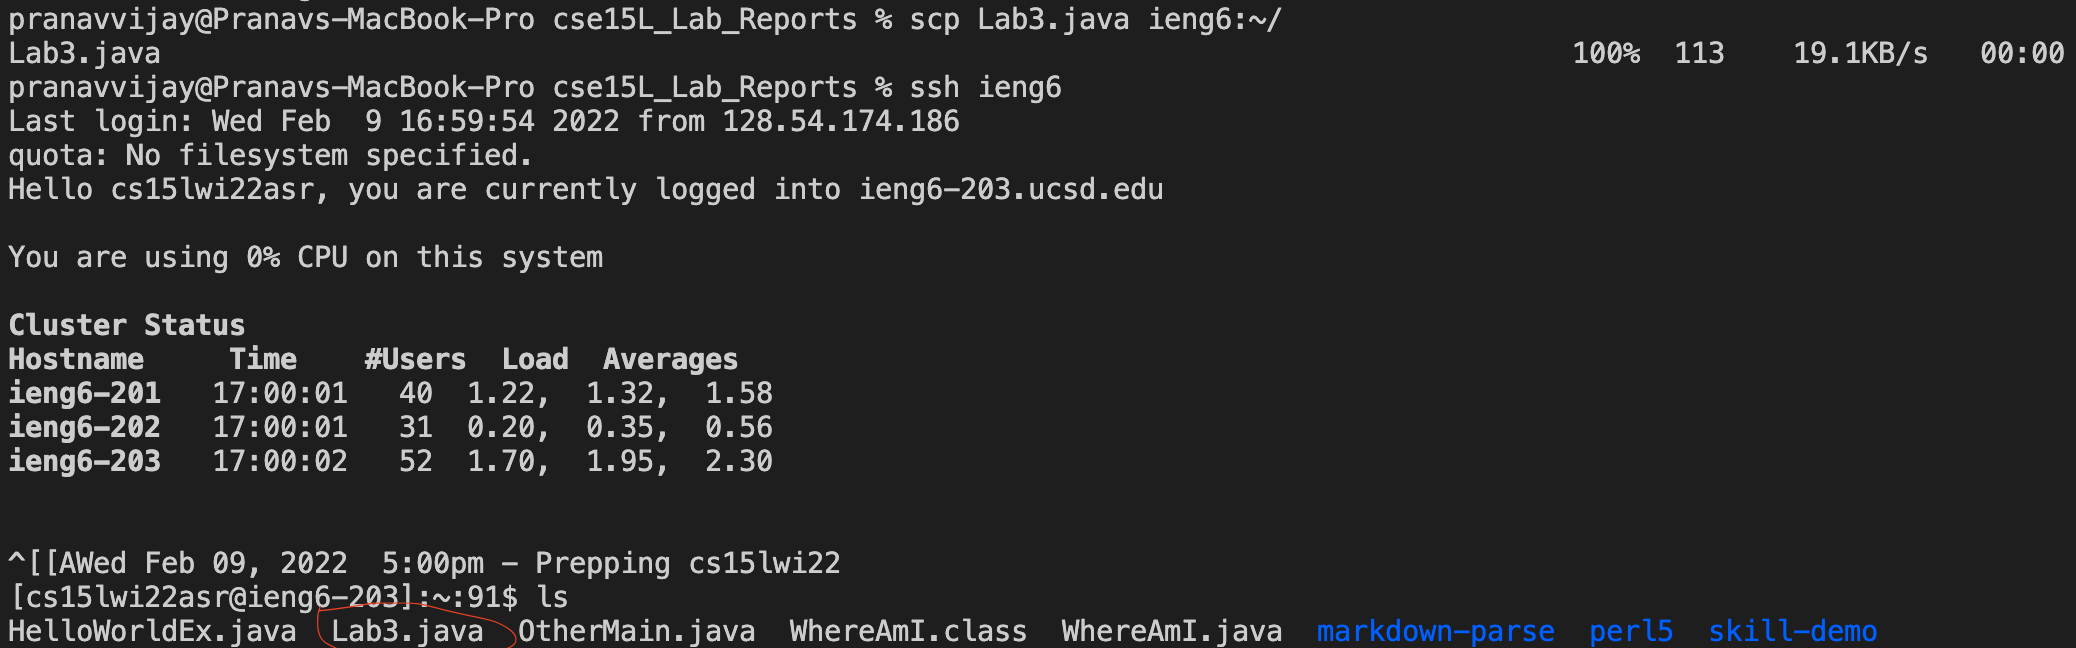 pranavvijay@Pranavs-MacBook-Pro cse15L_Lab_Reports % scp Lab3.java ieng6:~/
Lab3.java 100% 113 19.1KB/s 00:00
pranavvijay@Pranavs-MacBook-Pro cse15L_Lab_Reports % ssh ieng6
Last login: Wed Feb  9 16:59:54 2022 from 128.54.174.186
quota: No filesystem specified.
Hello cs15lwi22asr, you are currently logged into ieng6-203.ucsd.edu
You are using 0% CPU on this system
Cluster Status
Hostname Time #Users Load Averages
ieng6-201 17:00:01 40 1.22, 1.32, 1.58
ieng6-202 17:00:01 31 0.20, 0.35, 0.56
ieng6-203 17:00:02 52 1.70, 1.95, 2.30
^[[AWed Feb 09, 2022  5:00pm - Prepping cs15lwi22
[cs15lwi22asr@ieng6-203]:~:91$ ls
HelloWorldEx.java Lab3.java OtherMain.java WhereAmI.class WhereAmI.java markdown-parse perl5 skill-demo